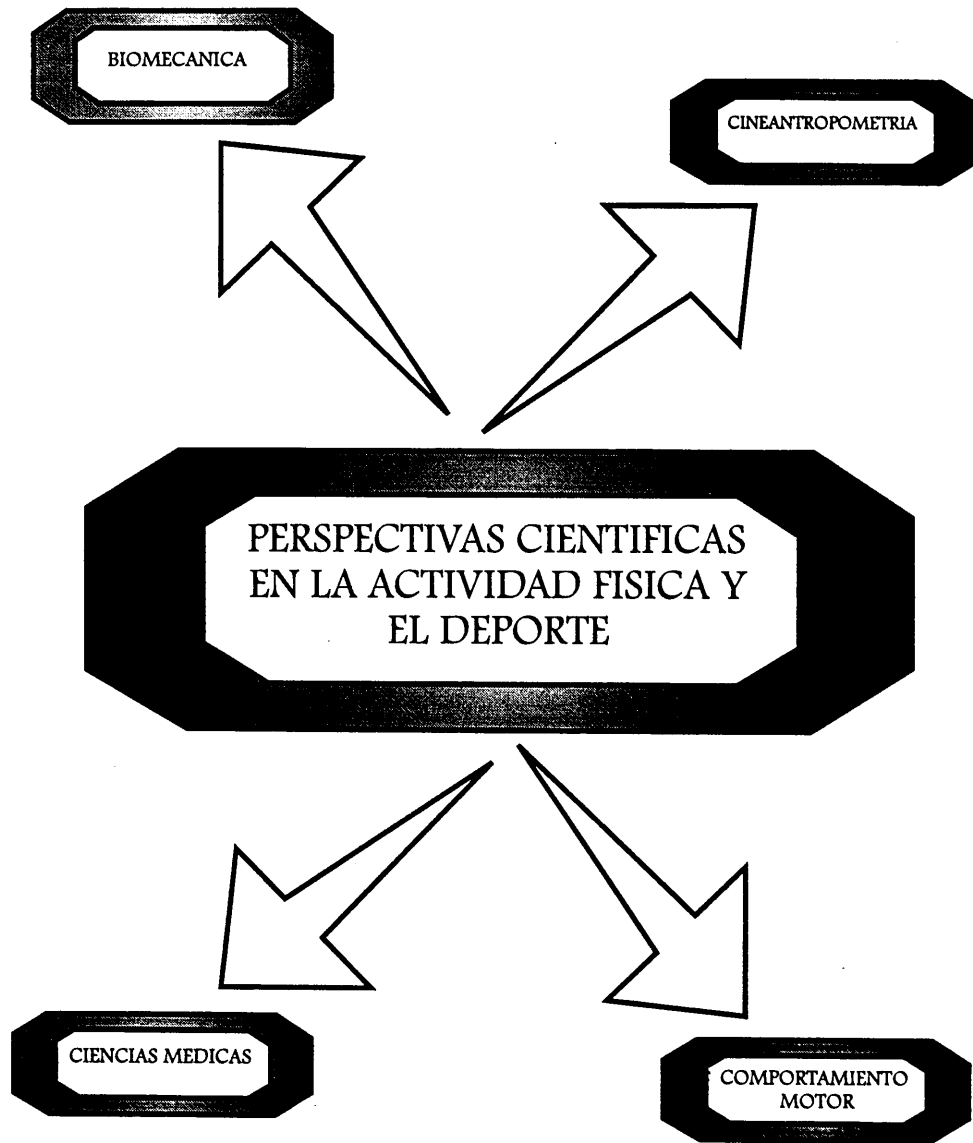 BIOMECANICA
CINEANTROPOMETRIA
PERSPECTIVAS CIENTIFICAS
EN LA ACTIVIDAD FISICA Y
EL DEPORTE
CIENCIAS MEDICAS
COMPORTAMIENTO
MOTOR